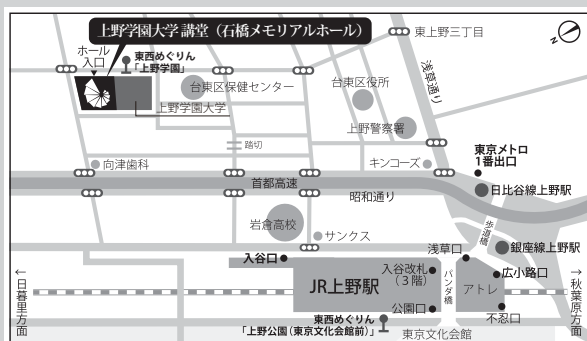 上野学園大学 講堂(石橋メモリアルホール)
ホール
入口
東西めぐりん
「上野学園」
東上野三丁目
N
浅草通り
台東区保健センター
台東区役所
上野学園大学
上野警察署
踏切
東京メトロ
1番出口
向津歯科
キンコーズ
首都高速
日比谷線上野駅
昭和通り
岩倉高校
サンクス
歩道橋
銀座線上野駅
入谷口
浅草口
入谷改札
(3階)
広小路口
JR上野駅
パンダ橋
アトレ
←日暮里方面
→秋葉原方面
公園口
不忍口
東西めぐりん
「上野公園(東京文化会館前)」
東京文化会館